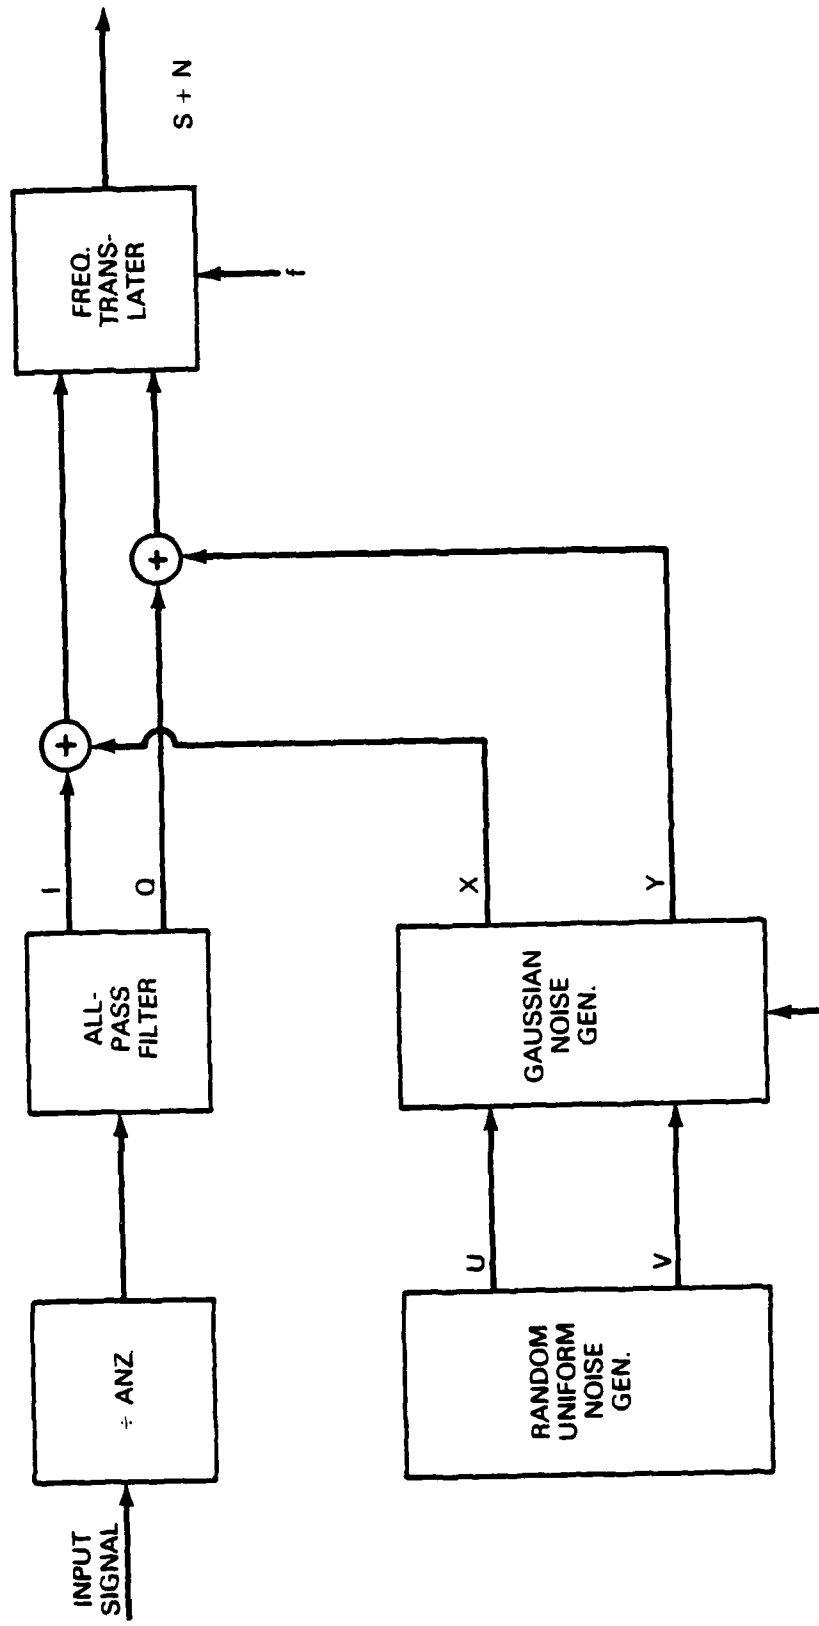 INPUT
SIGNAL
÷ ANZ.
ALL-
PASS
FILTER
I
Q
+
+
FREQ.
TRANS-
LATER
f
S + N
RANDOM
UNIFORM
NOISE
GEN.
U
V
GAUSSIAN
NOISE
GEN.
X
Y